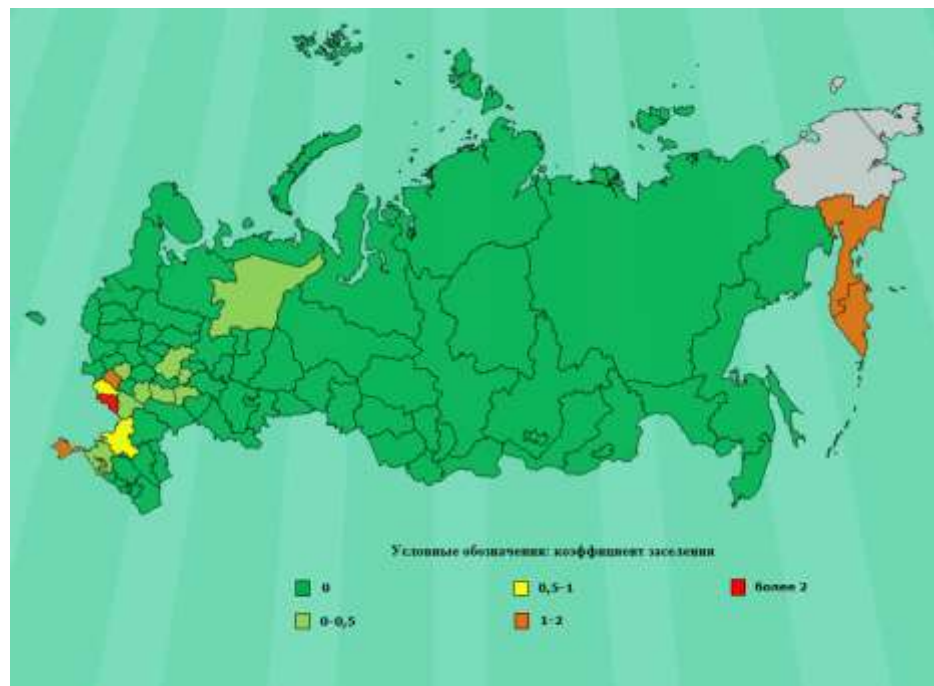 Условные обозначения: коэффициент заселения
0 0,5-1 более 2
0-0,5 1-2